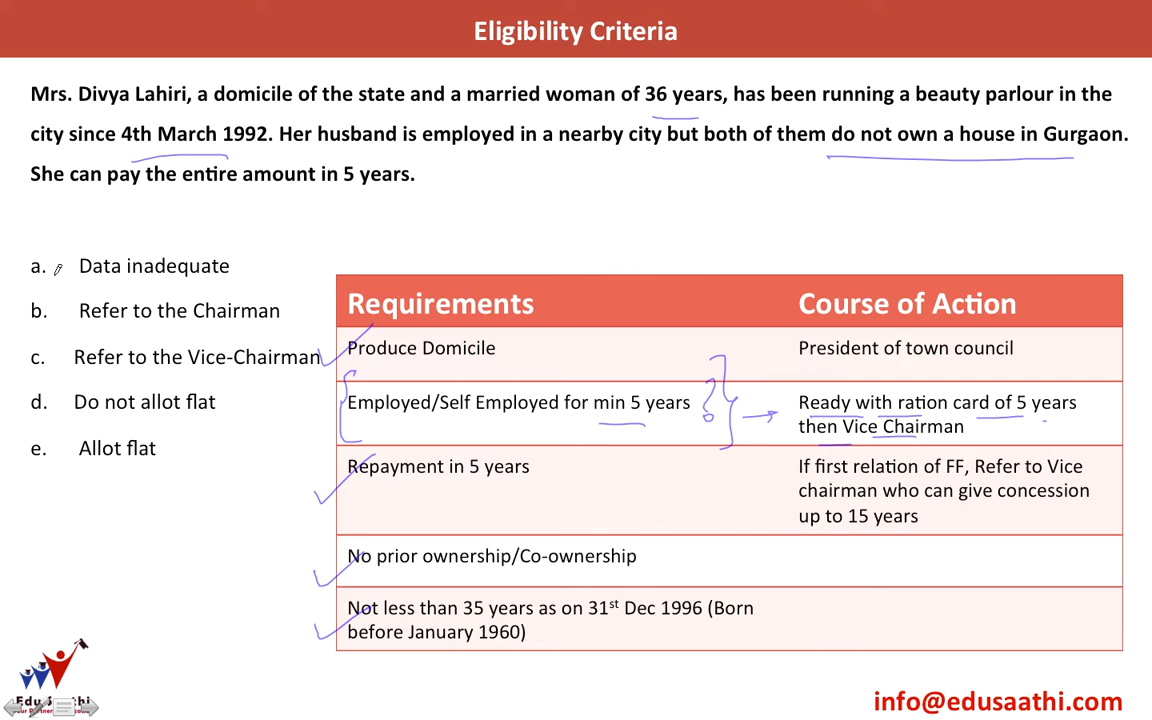 Eligibility Criteria
Mrs. Divya Lahiri, a domicile of the state and a married woman of 36 years, has been running a beauty parlour in the
city since 4th March 1992. Her husband is employed in a nearby city but both of them do not own a house in Gurgaon.
She can pay the entire amount in 5 years.
a. Data inadequate
b. Refer to the Chairman
c. Refer to the Vice-Chairman
d. Do not allot flat
e. Allot flat
Requirements Course of Action
Produce Domicile President of town council
Employed/Self Employed for min 5 years Ready with ration card of 5 years
then Vice Chairman
Repayment in 5 years If first relation of FF, Refer to Vice
chairman who can give concession
up to 15 years
No prior ownership/Co-ownership
Not less than 35 years as on 31st Dec 1996 (Born
before January 1960)
info@edusaathi.com